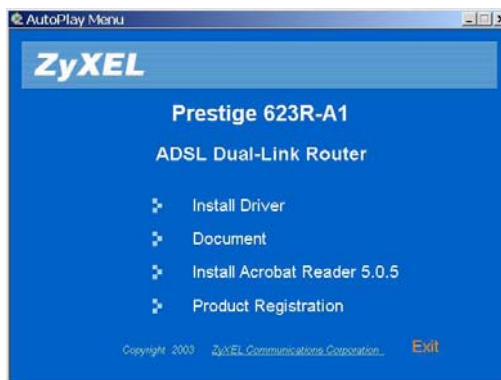 AutoPlay Menu
ZyXEL
Prestige 623R-A1
ADSL Dual-Link Router
Install Driver
Document
Install Acrobat Reader 5.0.5
Product Registration
Copyright 2003 ZyXEL Communications Corporation
Exit